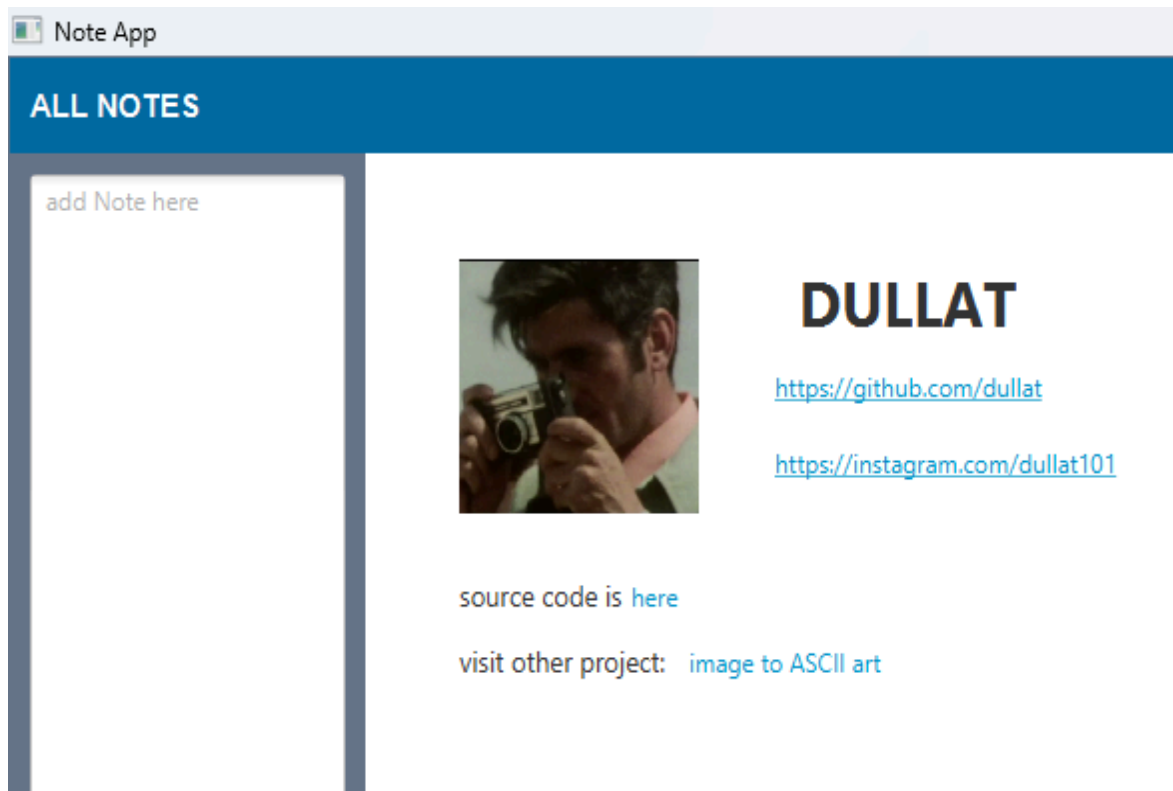 Note App
ALL NOTES
add Note here
DULLAT
https://github.com/dullat
https://instagram.com/dullat101
source code is here
visit other project: image to ASCII art